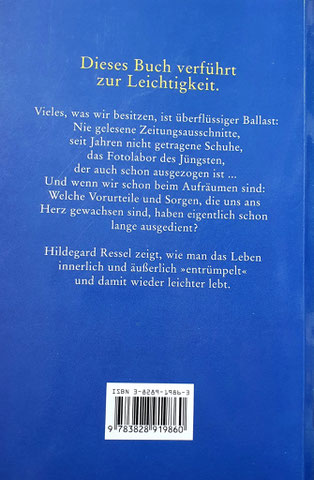 Dieses Buch verführt
zur Leichtigkeit.
Vieles, was wir besitzen, ist überflüssiger Ballast:
Nie gelesene Zeitungsausschnitte,
seit Jahren nicht getragene Schuhe,
das Fotolabor des Jüngsten,
der auch schon ausgezogen ist ...
Und wenn wir schon beim Aufräumen sind:
Welche Vorurteile und Sorgen, die uns ans
Herz gewachsen sind, haben eigentlich schon
lange ausgedient?
Hildegard Ressel zeigt, wie man das Leben
innerlich und äußerlich »entrümpelt«
und damit wieder leichter lebt.
ISBN 3-8289-1986-3
9 783828 919860